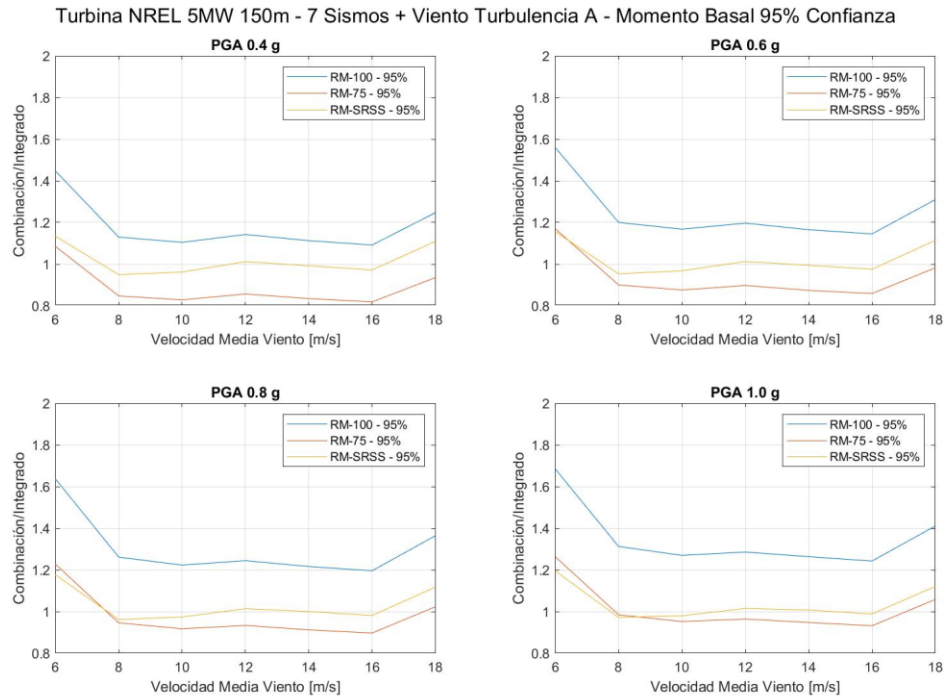 Turbina NREL 5MW 150m - 7 Sismos + Viento Turbulencia A - Momento Basal 95% Confianza
PGA 0.4 g
2
1.8
1.6
1.4
1.2
1
0.8
Combinación/Integrado
RM-100 - 95%
RM-75 - 95%
RM-SRSS - 95%
6 8 10 12 14 16 18
Velocidad Media Viento [m/s]
PGA 0.6 g
2
1.8
1.6
1.4
1.2
1
0.8
Combinación/Integrado
RM-100 - 95%
RM-75 - 95%
RM-SRSS - 95%
6 8 10 12 14 16 18
Velocidad Media Viento [m/s]
PGA 0.8 g
2
1.8
1.6
1.4
1.2
1
0.8
Combinación/Integrado
RM-100 - 95%
RM-75 - 95%
RM-SRSS - 95%
6 8 10 12 14 16 18
Velocidad Media Viento [m/s]
PGA 1.0 g
2
1.8
1.6
1.4
1.2
1
0.8
Combinación/Integrado
RM-100 - 95%
RM-75 - 95%
RM-SRSS - 95%
6 8 10 12 14 16 18
Velocidad Media Viento [m/s]